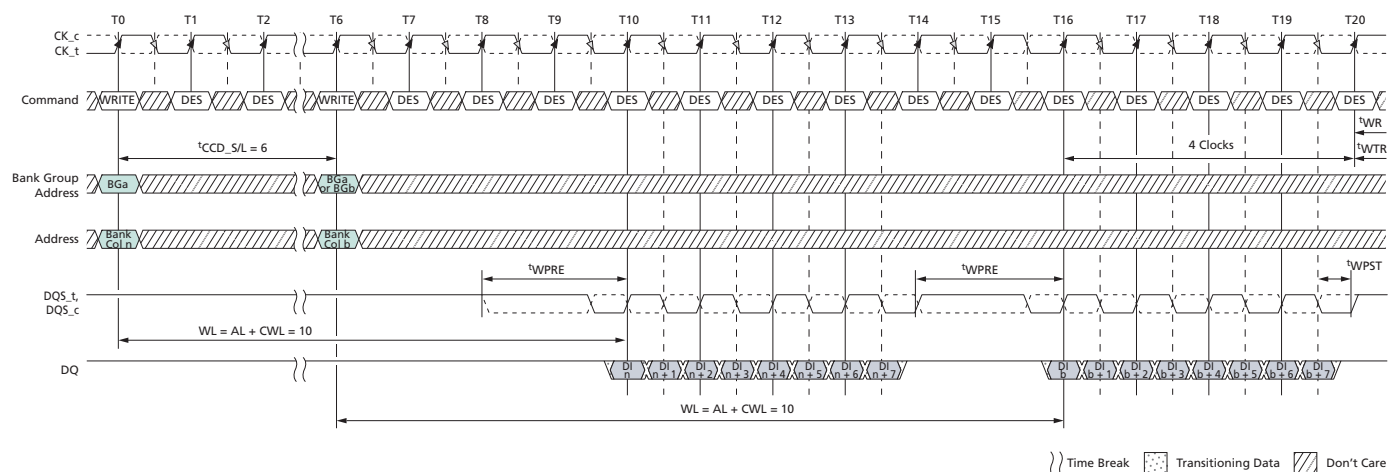 T0 T1 T2 T6 T7 T8 T9 T10 T11 T12 T13 T14 T15 T16 T17 T18 T19 T20
CK_c
CK_t
Command WRITE DES DES WRITE DES DES DES DES DES DES DES DES DES DES DES DES DES DES
tWR
tCCD_S/L = 6
4 Clocks
tWTR
Bank Group
Address
BGa
BGa
or BGb
Address
Bank
Col n
Bank
Col b
tWPRE
tWPRE
tWPST
DQS_t,
DQS_c
WL = AL + CWL = 10
DQ
DI
n
DI
n + 1
DI
n + 2
DI
n + 3
DI
n + 4
DI
n + 5
DI
n + 6
DI
n + 7
DI
b
DI
b + 1
DI
b + 2
DI
b + 3
DI
b + 4
DI
b + 5
DI
b + 6
DI
b + 7
WL = AL + CWL = 10
Time Break Transitioning Data Don't Care